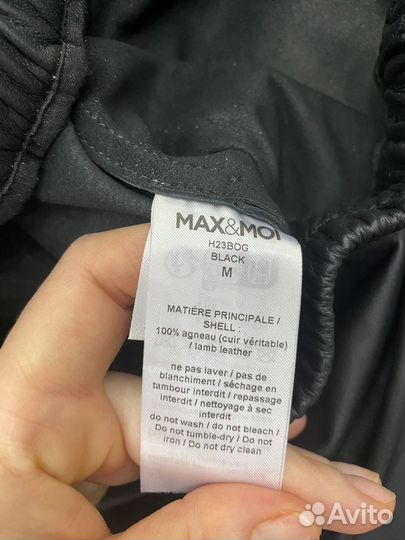 MAX&MOI
H23BOG
BLACK
M
MATIÈRE PRINCIPALE /
SHELL :
100% agneau (cuir véritable)
/ lamb leather
ne pas laver / pas de
blanchiment / séchage en
tambour interdit / repassage
interdit / nettoyage à sec
interdit
do not wash / do not bleach /
Do not tumble-dry / Do not
iron / Do not dry clean
Avito